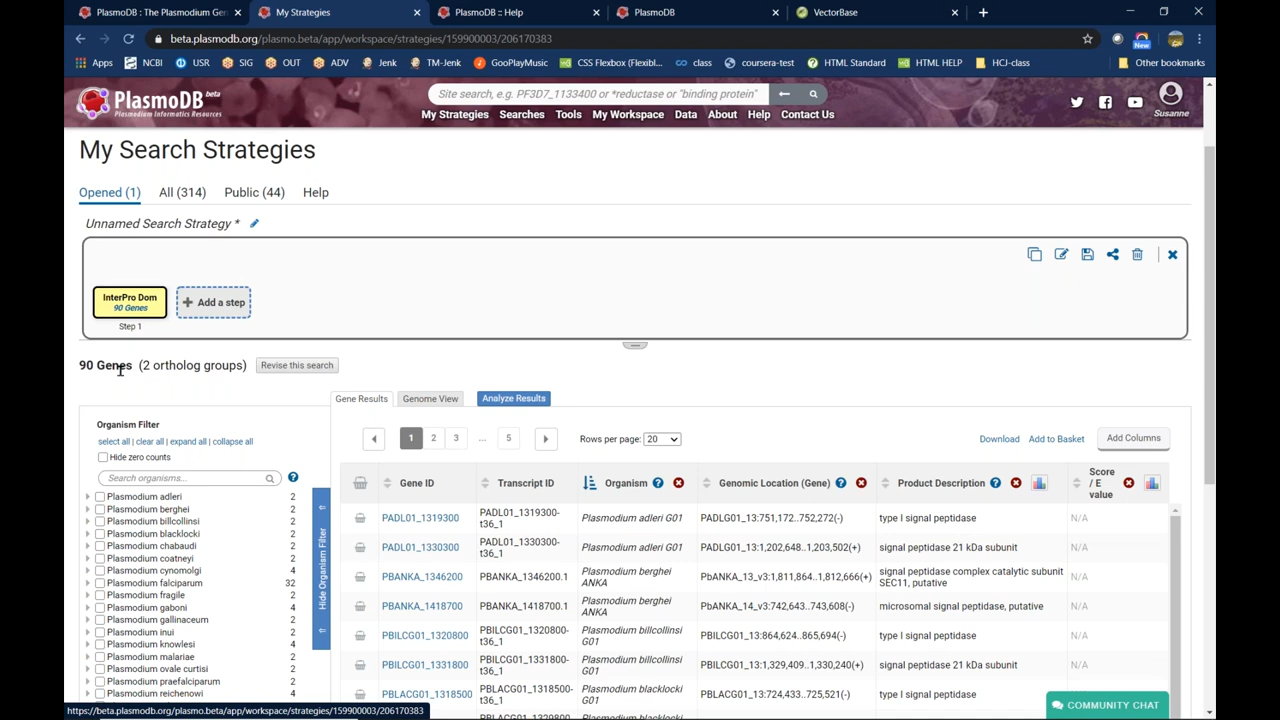 PlasmoDB : The Plasmodium Gen
My Strategies
PlasmoDB :: Help
PlasmoDB
VectorBase
beta.plasmodb.org/plasmo.beta/app/workspace/strategies/159900003/206170383
New
Apps NCBI USR SIG OUT ADV Jenk TM-Jenk GooPlayMusic CSS Flexbox (Flexibl... class coursera-test HTML Standard HTML HELP HCJ-class Other bookmarks
PlasmoDB beta
Plasmodium Informatics Resources
Site search, e.g. PF3D7_1133400 or *reductase or "binding protein"
My Strategies Searches Tools My Workspace Data About Help Contact Us
Susanne
My Search Strategies
Opened (1) All (314) Public (44) Help
Unnamed Search Strategy *
InterPro Dom
90 Genes
+ Add a step
Step 1
90 Genes (2 ortholog groups) Revise this search
Gene Results Genome View Analyze Results
Organism Filter
select all | clear all | expand all | collapse all
Hide zero counts
Search organisms...
Plasmodium adleri 2
Plasmodium berghei 2
Plasmodium billcollinsi 2
Plasmodium blacklocki 2
Plasmodium chabaudi 2
Plasmodium coatneyi 2
Plasmodium cynomolgi 4
Plasmodium falciparum 32
Plasmodium fragile 2
Plasmodium gaboni 4
Plasmodium gallinaceum 2
Plasmodium inui 2
Plasmodium knowlesi 4
Plasmodium malariae 2
Plasmodium ovale curtisi 2
Plasmodium praefalciparum 2
Plasmodium reichenowi 4
Hide Organism Filter
1 2 3 ... 5 Rows per page: 20 Download Add to Basket Add Columns
Gene ID Transcript ID Organism Genomic Location (Gene) Product Description Score / E value
PADL01_1319300 PADL01_1319300-t36_1 Plasmodium adleri G01 PADLG01_13:751,172..752,272(-) type I signal peptidase N/A
PADL01_1330300 PADL01_1330300-t36_1 Plasmodium adleri G01 PADLG01_13:1,202,648..1,203,502(+) signal peptidase 21 kDa subunit N/A
PBANKA_1346200 PBANKA_1346200.1 Plasmodium berghei ANKA PbANKA_13_v3:1,811,864..1,812,666(+) signal peptidase complex catalytic subunit SEC11, putative N/A
PBANKA_1418700 PBANKA_1418700.1 Plasmodium berghei ANKA PbANKA_14_v3:742,643..743,608(-) microsomal signal peptidase, putative N/A
PBILCG01_1320800 PBILCG01_1320800-t36_1 Plasmodium billcollinsi G01 PBILCG01_13:864,624..865,694(-) type I signal peptidase N/A
PBILCG01_1331800 PBILCG01_1331800-t36_1 Plasmodium billcollinsi G01 PBILCG01_13:1,329,409..1,330,240(+) signal peptidase 21 kDa subunit N/A
PBLACG01_1318500 PBLACG01_1318500-t36_1 Plasmodium blacklocki G01 PBLACG01_13:724,433..725,521(-) type I signal peptidase N/A
COMMUNITY CHAT
https://beta.plasmodb.org/plasmo.beta/app/workspace/strategies/159900003/206170383